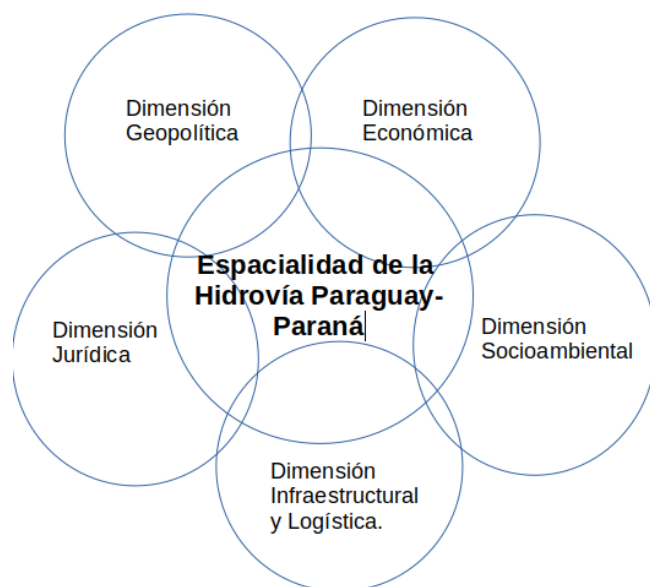 Dimensión
Geopolítica
Dimensión
Económica
Espacialidad de la
Hidrovía Paraguay-
Paraná
Dimensión
Jurídica
Dimensión
Socioambiental
Dimensión
Infraestructural
y Logística.